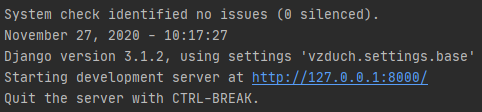 System check identified no issues (0 silenced).
November 27, 2020 - 10:17:27
Django version 3.1.2, using settings 'vzduch.settings.base'
Starting development server at http://127.0.0.1:8000/
Quit the server with CTRL-BREAK.